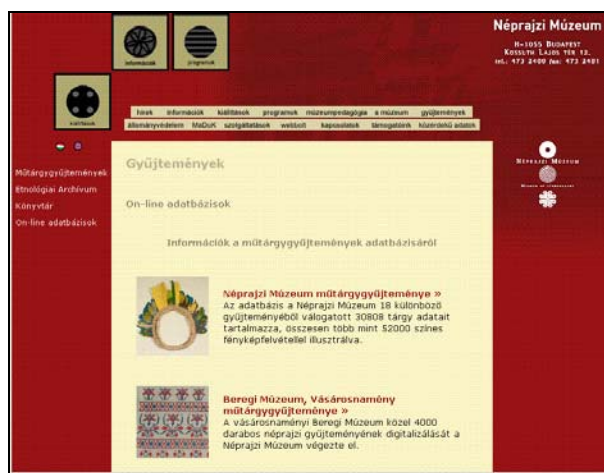 információk
programok
Néprajzi Múzeum
H-1055 BUDAPEST
KOSSUTH LAJOS TÉR 12.
tel.: 473 2400 fax: 473 2401
kiállítások
hírek információk kiállítások programok múzeumpedagógia a múzeum gyűjtemények
állományvédelem MaDoK szolgáltatások webbolt kapcsolatok támogatóink közérdekű adatok
Gyűjtemények
On-line adatbázisok
Információk a műtárgygyűjtemények adatbázisáról
Műtárgygyűjtemények
Etnológiai Archívum
Könyvtár
On-line adatbázisok
NÉPRAJZI MÚZEUM
Néprajzi Múzeum műtárgygyűjteménye »
Az adatbázis a Néprajzi Múzeum 18 különböző
gyűjteményéből válogatott 30808 tárgy adatait
tartalmazza, összesen több mint 52000 színes
fényképfelvétellel illusztrálva.
Beregi Múzeum, Vásárosnamény
műtárgygyűjteménye »
A vásárosnaményi Beregi Múzeum közel 4000
darabos néprajzi gyűjteményének digitalizálását a
Néprajzi Múzeum végezte el.